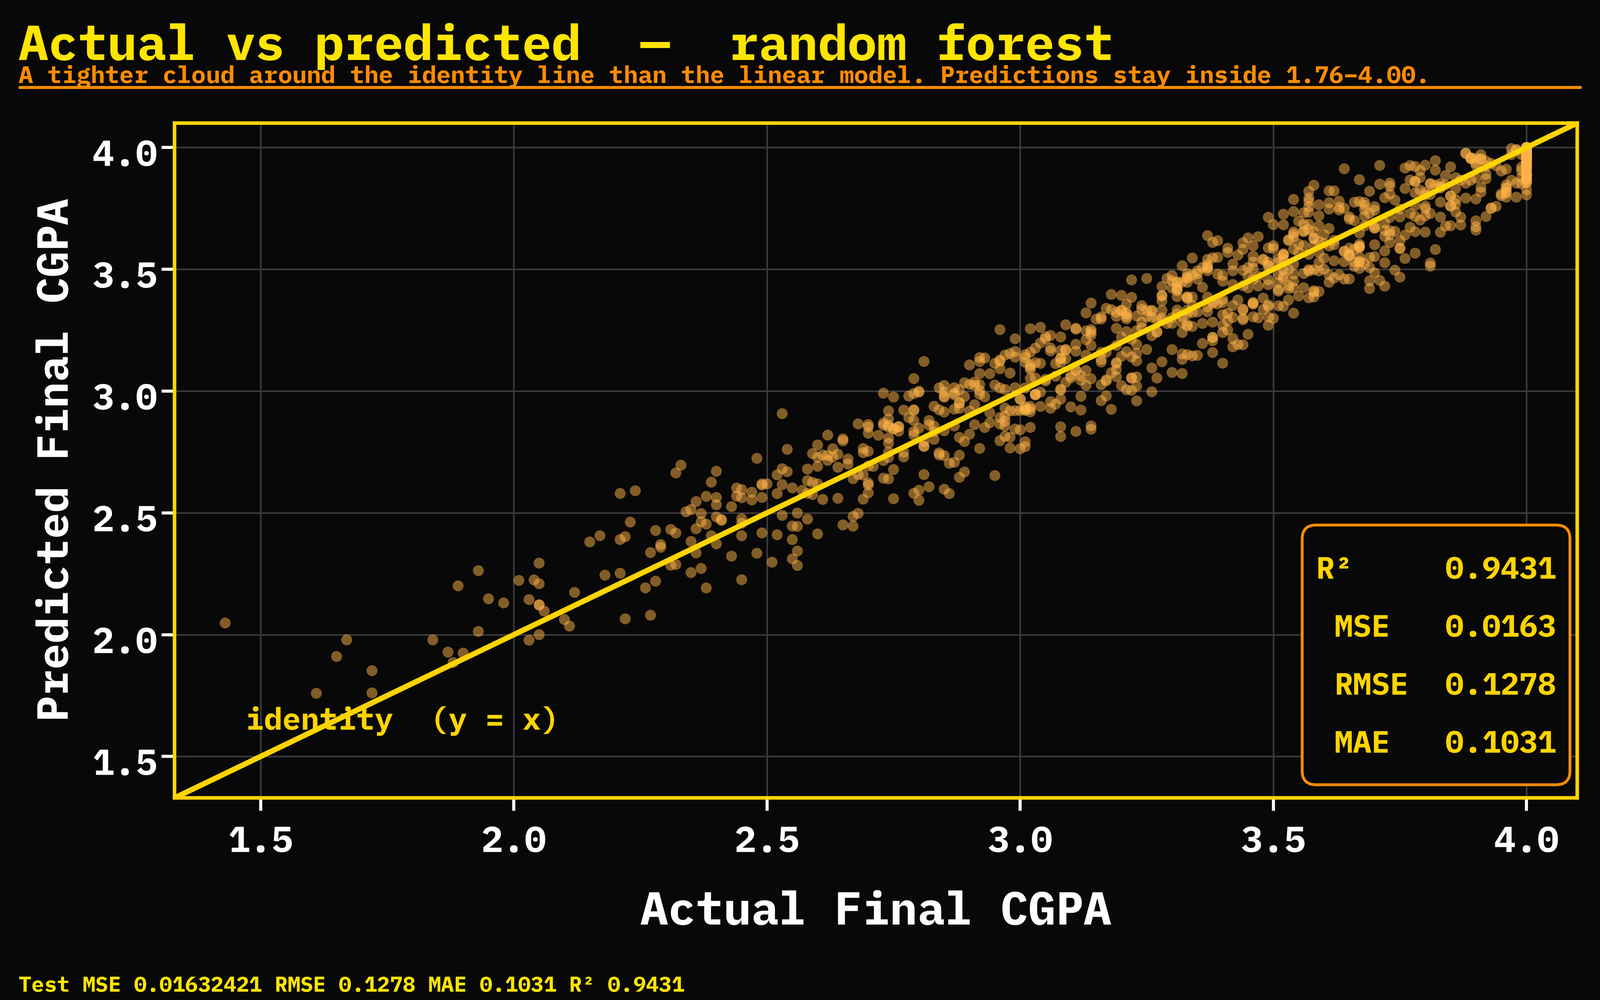 Actual vs predicted — random forest
A tighter cloud around the identity line than the linear model. Predictions stay inside 1.76–4.00.
Predicted Final CGPA
4.0
3.5
3.0
2.5
2.0
1.5
identity (y = x)
R² 0.9431
MSE 0.0163
RMSE 0.1278
MAE 0.1031
1.5 2.0 2.5 3.0 3.5 4.0
Actual Final CGPA
Test MSE 0.01632421 RMSE 0.1278 MAE 0.1031 R² 0.9431